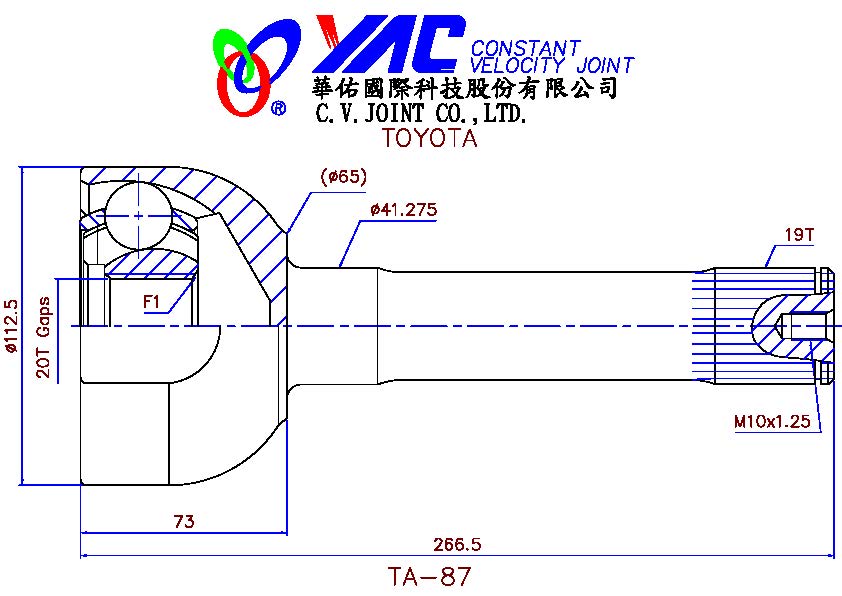 YAC CONSTANT
VELOCITY JOINT
®
華佑國際科技股份有限公司
C.V.JOINT CO.,LTD.
TOYOTA
(ø65)
ø41.275
19T
F1
ø112.5
20T Gaps
M10x1.25
73
266.5
TA-87